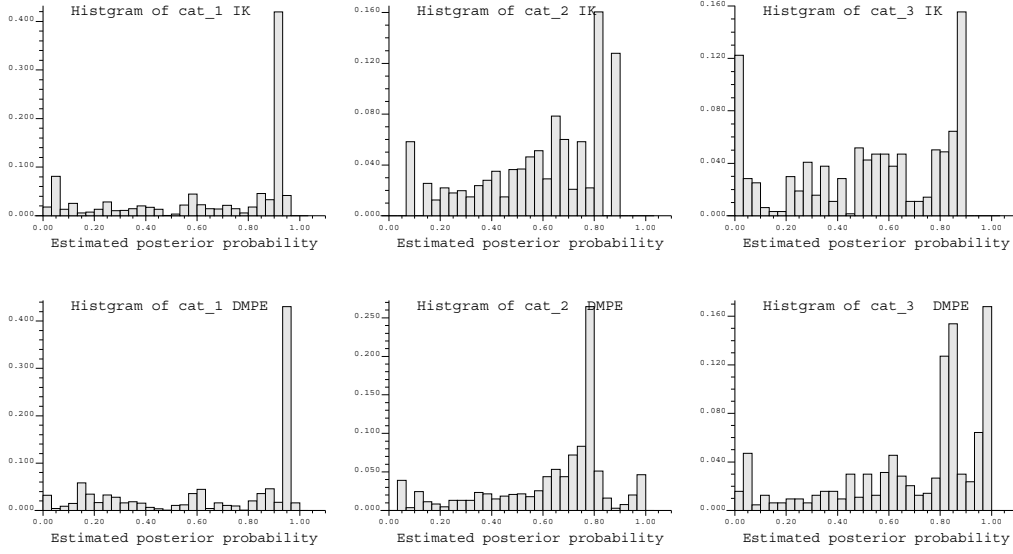 Histgram of cat_1 IK
0.400
0.300
0.200
0.100
0.000
0.00 0.20 0.40 0.60 0.80 1.00
Estimated posterior probability
Histgram of cat_2 IK
0.160
0.120
0.080
0.040
0.000
0.00 0.20 0.40 0.60 0.80 1.00
Estimated posterior probability
Histgram of cat_3 IK
0.160
0.120
0.080
0.040
0.000
0.00 0.20 0.40 0.60 0.80 1.00
Estimated posterior probability
Histgram of cat_1 DMPE
0.400
0.300
0.200
0.100
0.000
0.00 0.20 0.40 0.60 0.80 1.00
Estimated posterior probability
Histgram of cat_2 DMPE
0.250
0.200
0.150
0.100
0.050
0.000
0.00 0.20 0.40 0.60 0.80 1.00
Estimated posterior probability
Histgram of cat_3 DMPE
0.160
0.120
0.080
0.040
0.000
0.00 0.20 0.40 0.60 0.80 1.00
Estimated posterior probability